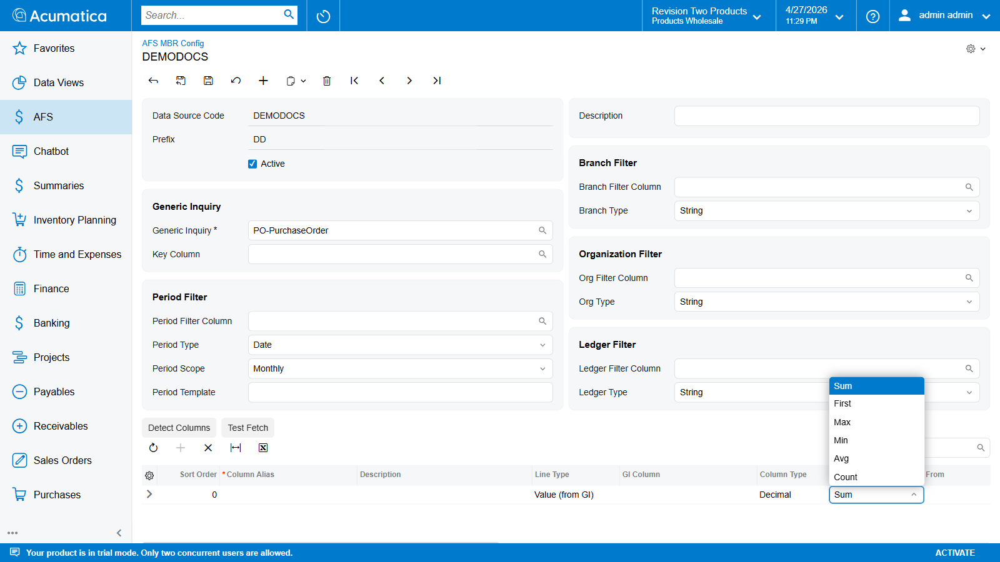 Acumatica
Search...
Revision Two Products
Products Wholesale
4/27/2026
11:29 PM
admin admin
Favorites
Data Views
AFS
Chatbot
Summaries
Inventory Planning
Time and Expenses
Finance
Banking
Projects
Payables
Receivables
Sales Orders
Purchases
AFS MBR Config
DEMODOCS
Data Source Code DEMODOCS
Prefix DD
Active
Generic Inquiry
Generic Inquiry * PO-PurchaseOrder
Key Column
Period Filter
Period Filter Column
Period Type Date
Period Scope Monthly
Period Template
Description
Branch Filter
Branch Filter Column
Branch Type String
Organization Filter
Org Filter Column
Org Type String
Ledger Filter
Ledger Filter Column
Ledger Type String
Sum
First
Max
Min
Avg
Count
Detect Columns Test Fetch
Sort Order * Column Alias Description Line Type GI Column Column Type From
0 Value (from GI) Decimal Sum
Your product is in trial mode. Only two concurrent users are allowed.
ACTIVATE